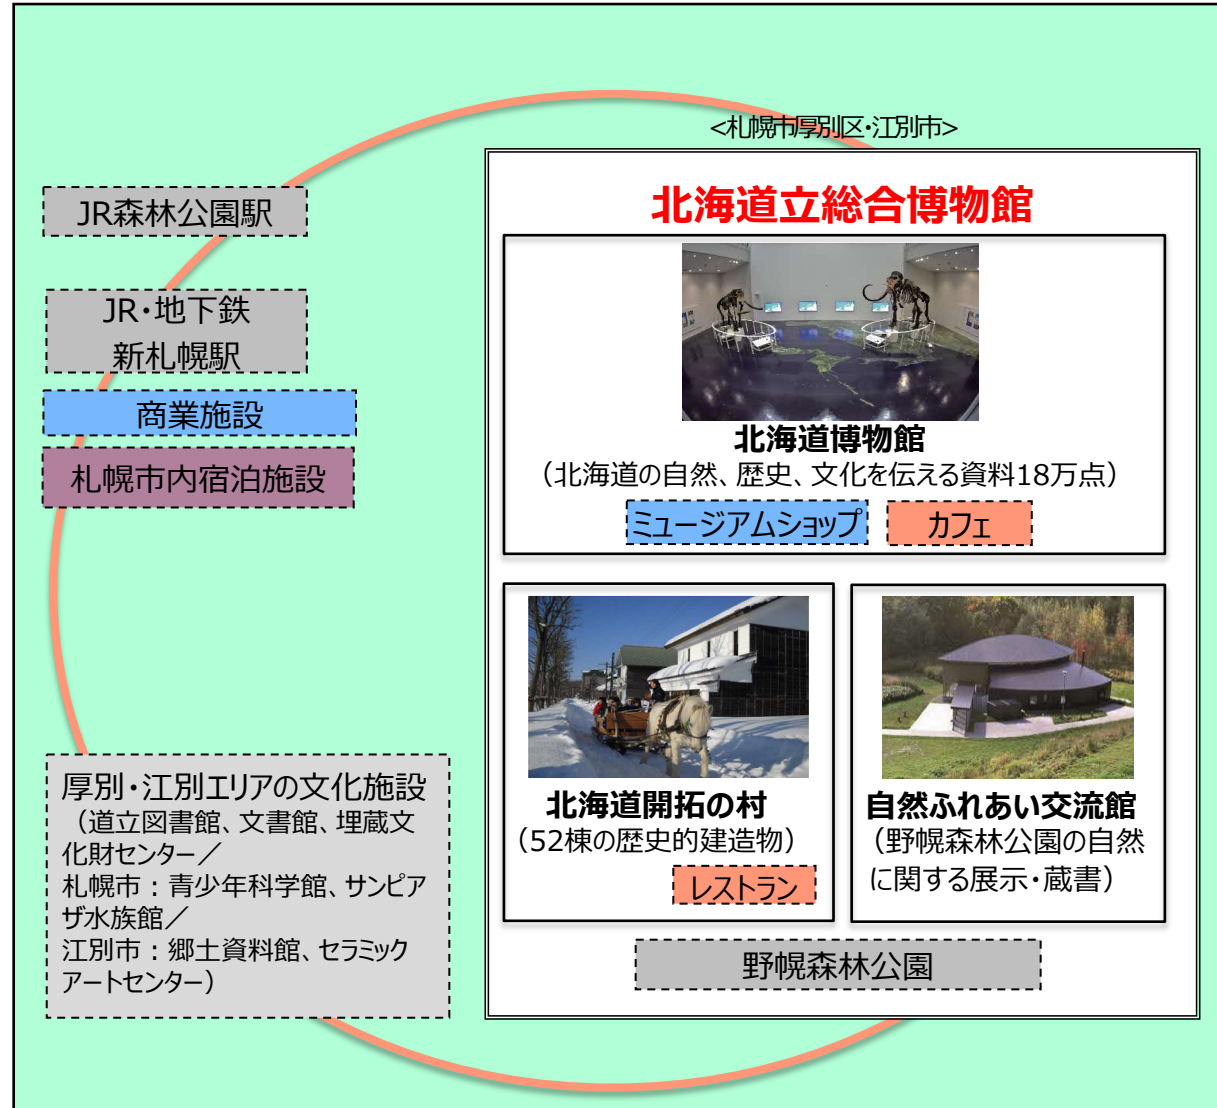 <札幌市厚別区・江別市>
JR森林公園駅
JR・地下鉄
新札幌駅
商業施設
札幌市内宿泊施設
厚別・江別エリアの文化施設
（道立図書館、文書館、埋蔵文
化財センター／
札幌市：青少年科学館、サンピア
ザ水族館／
江別市：郷土資料館、セラミック
アートセンター）
北海道立総合博物館
北海道博物館
（北海道の自然、歴史、文化を伝える資料18万点）
ミュージアムショップ
カフェ
北海道開拓の村
（52棟の歴史的建造物）
レストラン
自然ふれあい交流館
（野幌森林公園の自然
に関する展示・蔵書）
野幌森林公園